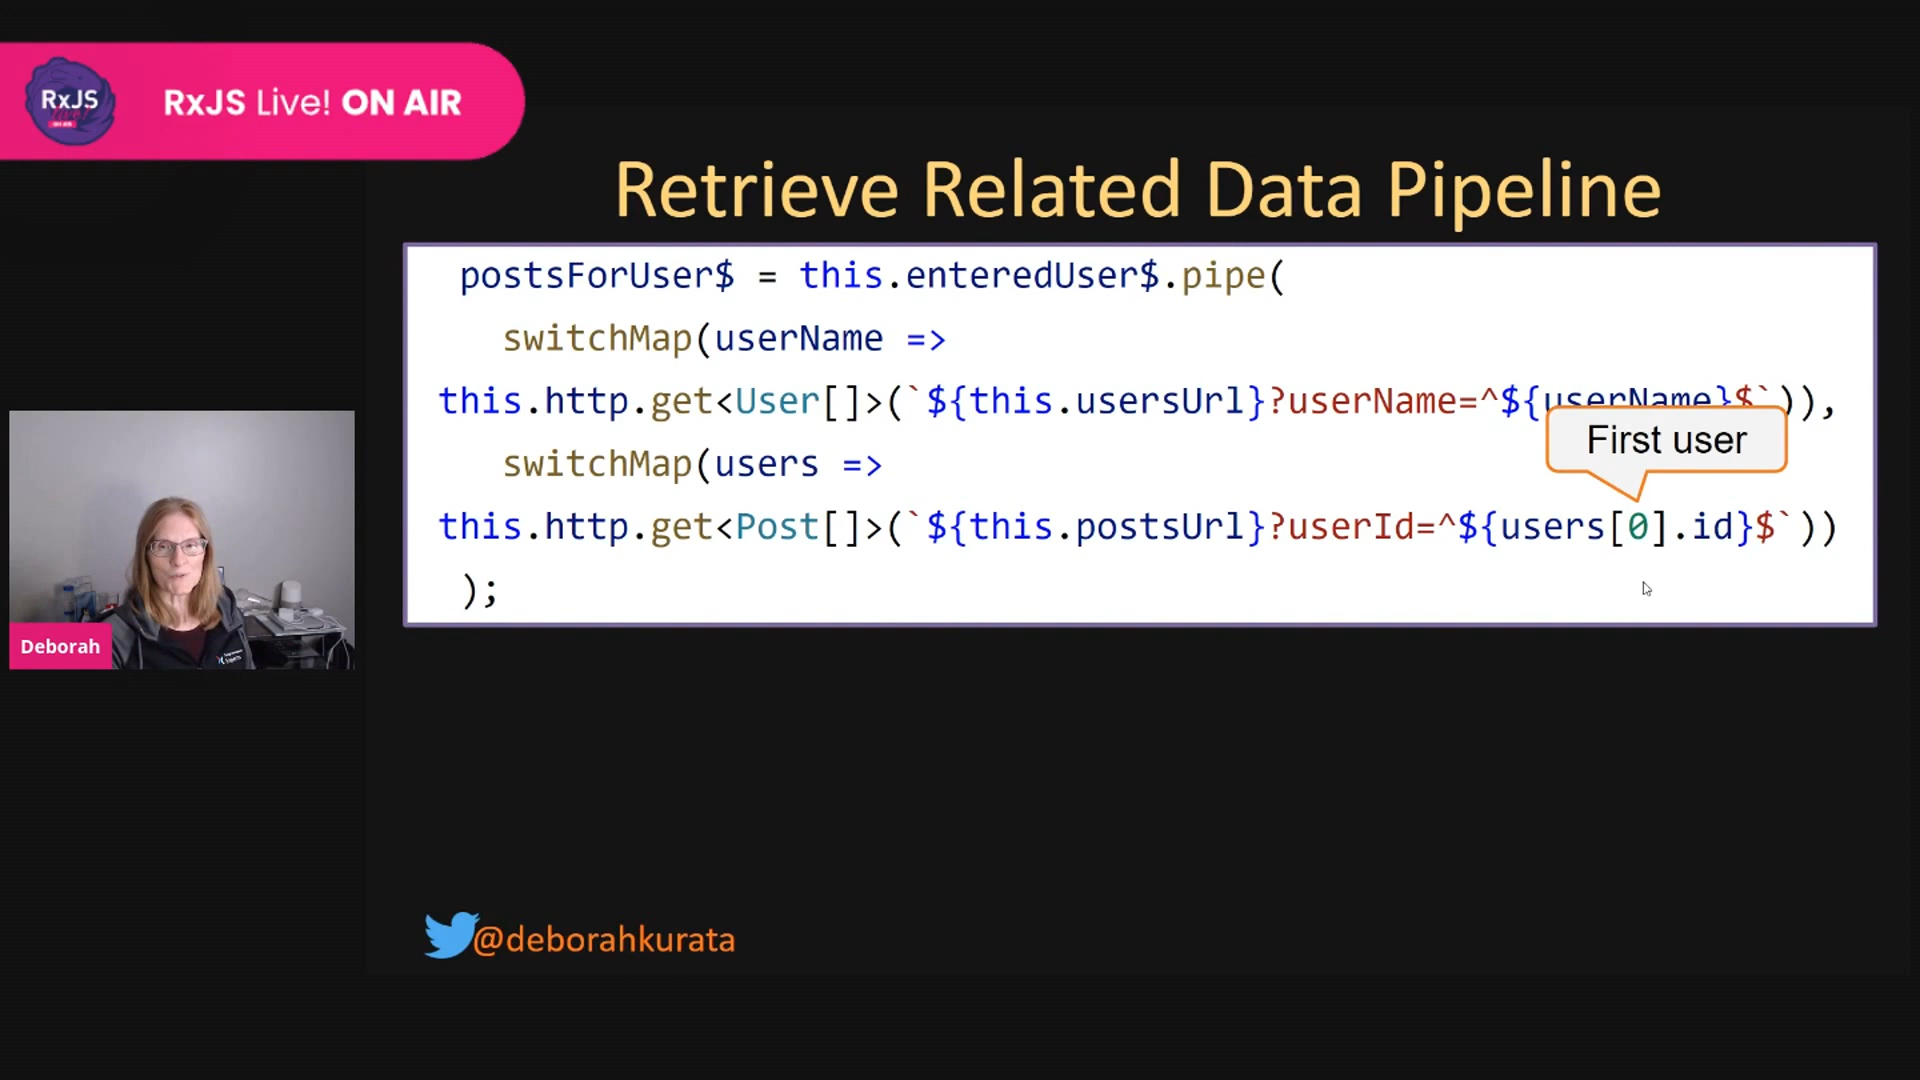 RxJS
RxJS Live! ON AIR
Retrieve Related Data Pipeline
postsForUser$ = this.enteredUser$.pipe(
switchMap(userName =>
this.http.get<User[]>(`${this.usersUrl}?userName=^${userName}$`)),
First user
switchMap(users =>
this.http.get<Post[]>(`${this.postsUrl}?userId=^${users[0].id}$`))
);
Deborah
@deborahkurata